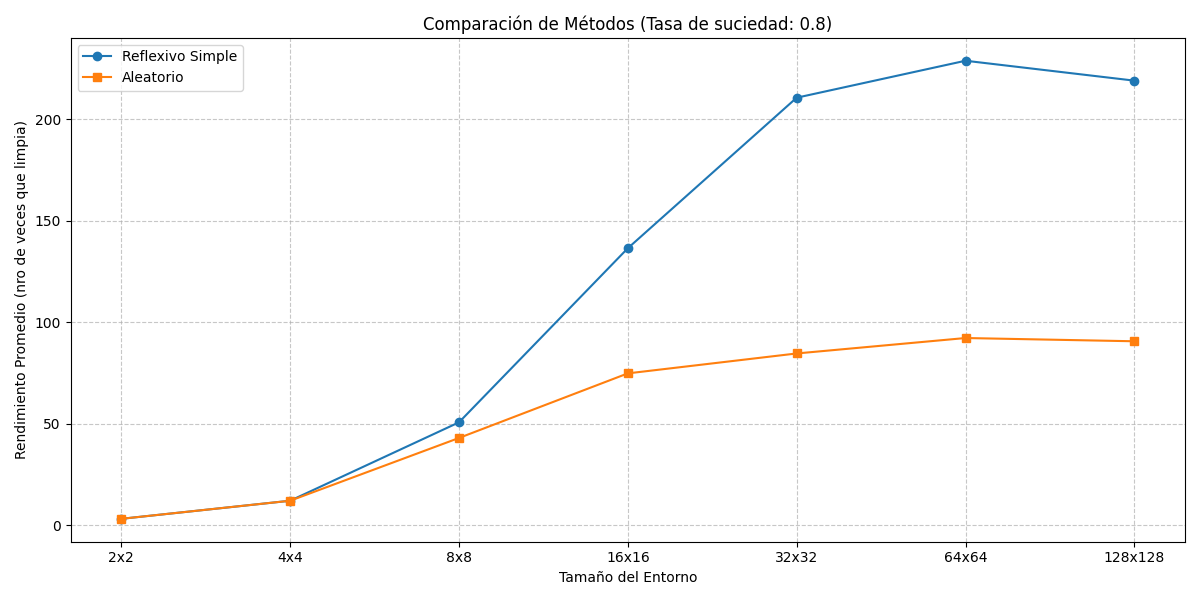 Comparación de Métodos (Tasa de suciedad: 0.8)
Reflexivo Simple
Aleatorio
Rendimiento Promedio (nro de veces que limpia)
200
150
100
50
0
2x2 4x4 8x8 16x16 32x32 64x64 128x128
Tamaño del Entorno